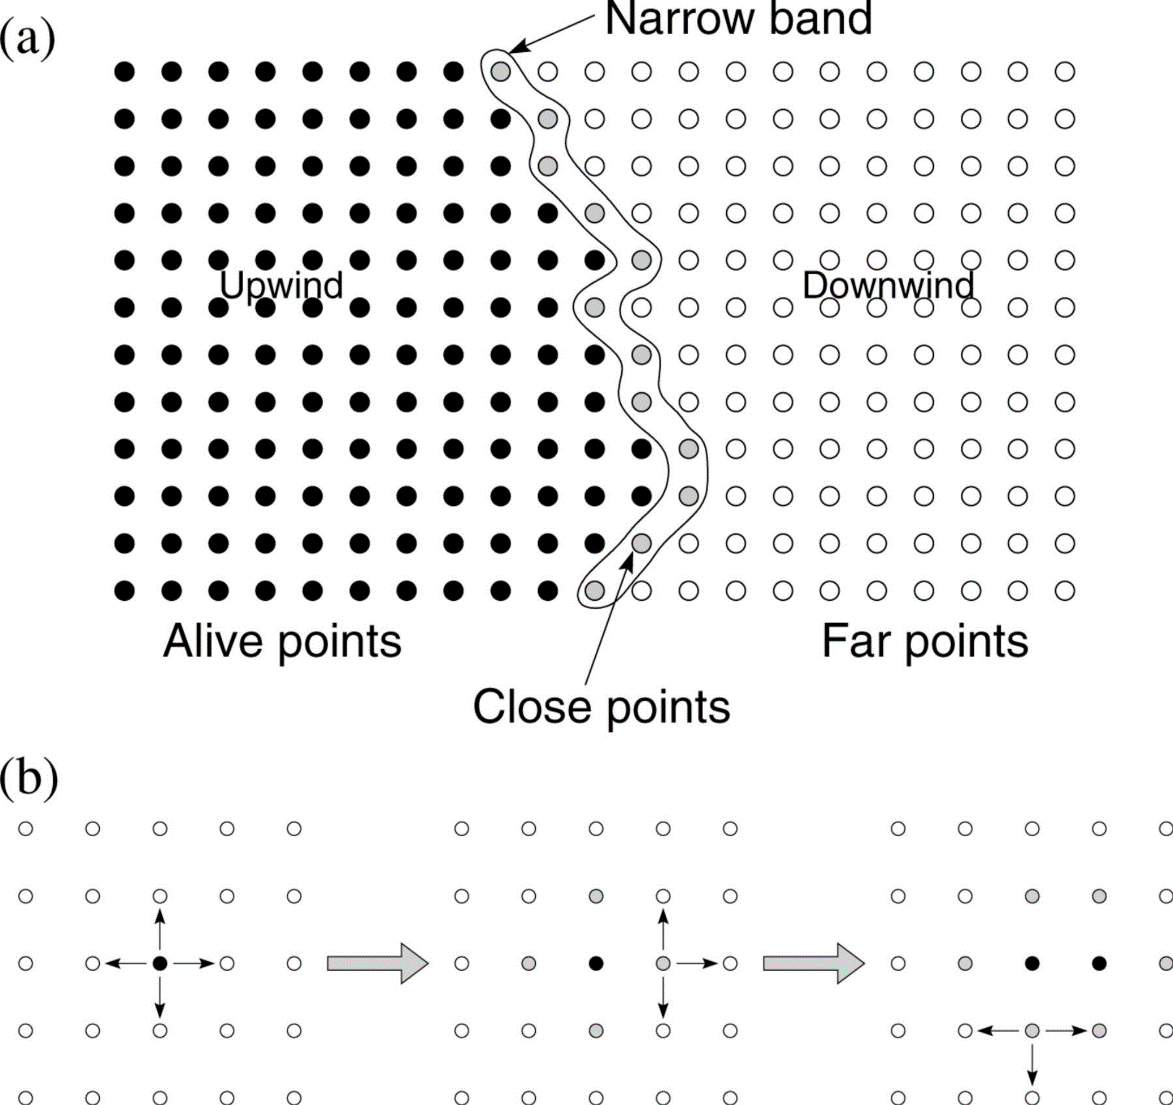 (a)
Narrow band
Upwind
Downwind
Alive points
Far points
Close points
(b)